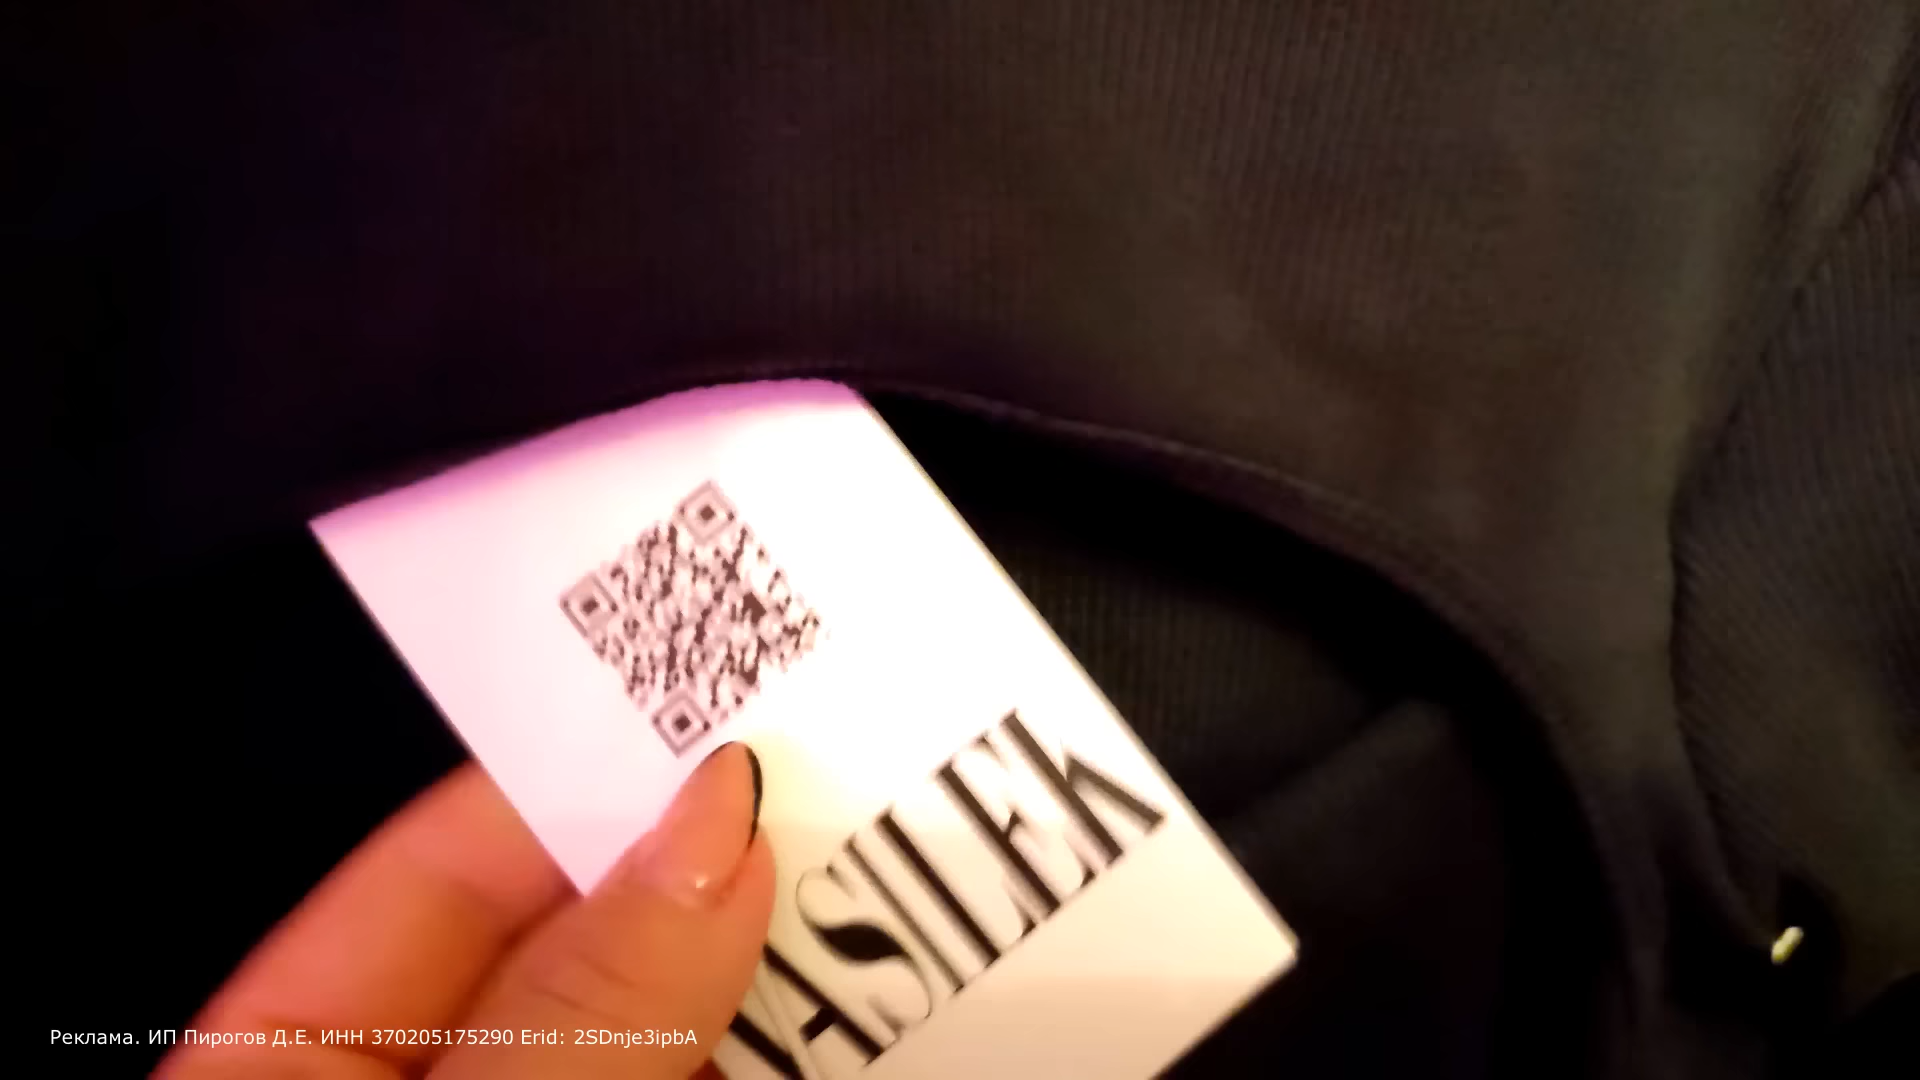 VASILEK
Реклама. ИП Пирогов Д.Е. ИНН 370205175290 Erid: 2SDnje3ipbA